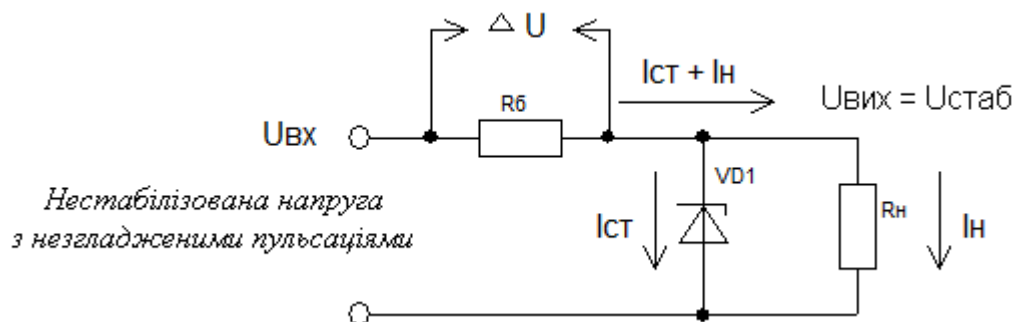 △ U
Iст + Iн
Uвих = Uстаб
Rб
Uвх
VD1
Нестабілізована напруга
з незгладженими пульсаціями
Iст
Rн
Iн